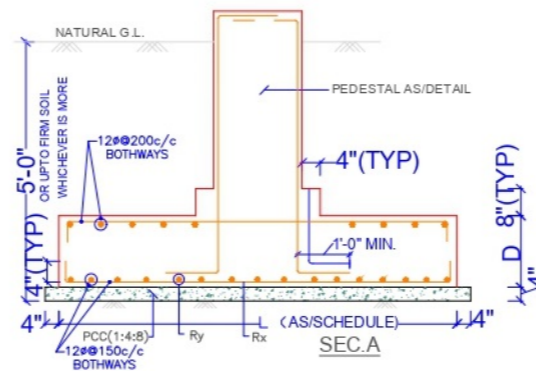 NATURAL G.L.
PEDESTAL AS/DETAIL
5'-0"
OR UPTO FIRM SOIL
WHICHEVER IS MORE
12ø@200c/c
BOTHWAYS
4"(TYP)
8"(TYP)
1'-0" MIN.
D
4"(TYP)
4"
4"
L (AS/SCHEDULE)
4"
PCC(1:4:8)
Ry
Rx
12ø@150c/c
BOTHWAYS
SEC.A